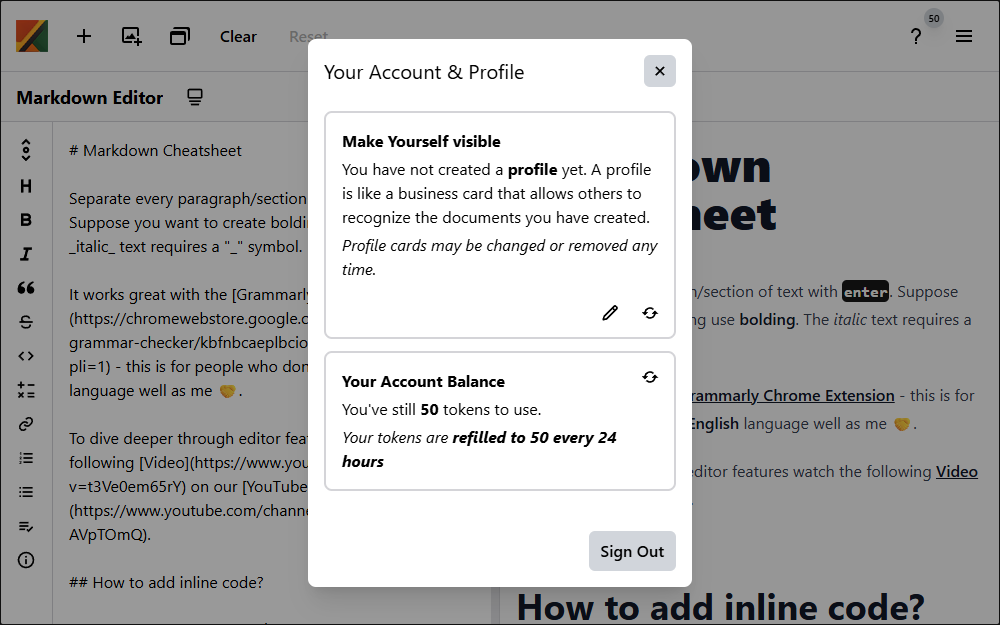 Clear Reset
50
?
Markdown Editor
Your Account & Profile
Make Yourself visible
You have not created a profile yet. A profile
is like a business card that allows others to
recognize the documents you have created.
Profile cards may be changed or removed any
time.
Your Account Balance
You've still 50 tokens to use.
Your tokens are refilled to 50 every 24
hours
Sign Out
H
B
I
# Markdown Cheatsheet
Separate every paragraph/section
Suppose you want to create
_italic_ text requires a "_" symbol.
It works great with the [Grammarly
(https://chromewebstore.google.c
grammar-checker/kbfnbcaeplbcio
pli=1) - this is for people who
language well as me 🤝.
To dive deeper through editor
following [Video](https://www.you
v=t3Ve0em65rY) on our [YouTube
(https://www.youtube.com/chann
AVpTOmQ).
## How to add inline code?
own
eet
n/section of text with enter. Suppose
ng use bolding. The italic text requires a
rammarly Chrome Extension - this is for
English language well as me 🤝.
editor features watch the following Video
.
How to add inline code?